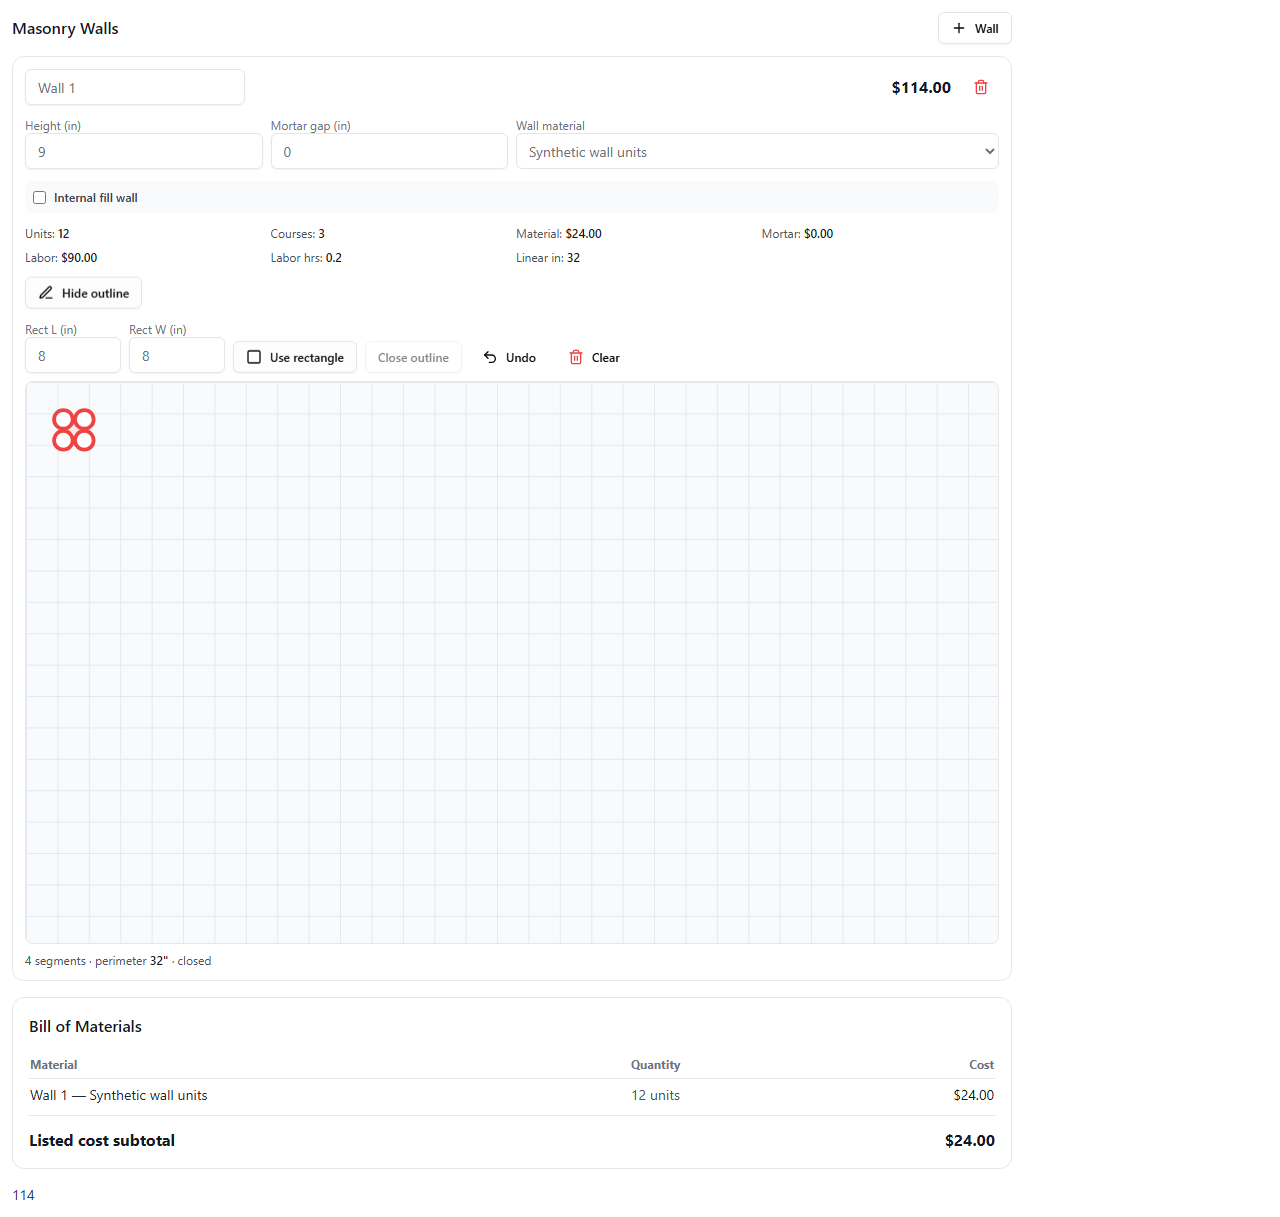 Masonry Walls
Wall
Wall 1
$114.00
Height (in)
Mortar gap (in)
Wall material
9
0
Synthetic wall units
Internal fill wall
Units: 12
Courses: 3
Material: $24.00
Mortar: $0.00
Labor: $90.00
Labor hrs: 0.2
Linear in: 32
Hide outline
Rect L (in)
Rect W (in)
8
8
Use rectangle
Close outline
Undo
Clear
4 segments · perimeter 32" · closed
Bill of Materials
Material
Quantity
Cost
Wall 1 — Synthetic wall units
12 units
$24.00
Listed cost subtotal
$24.00
114